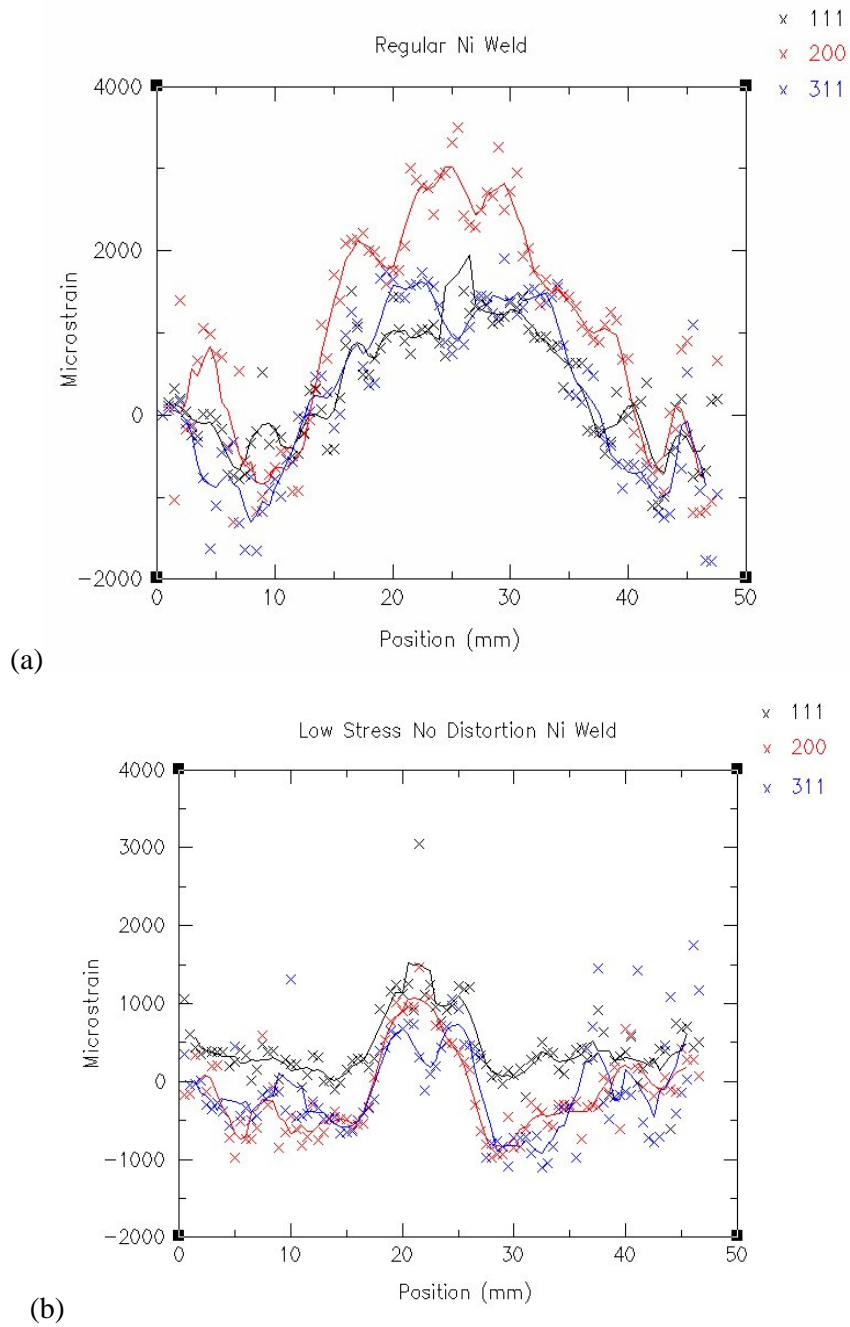 Regular Ni Weld
× 111
× 200
× 311
4000
2000
0
−2000
Microstrain
0 10 20 30 40 50
Position (mm)
(a)
Low Stress No Distortion Ni Weld
× 111
× 200
× 311
4000
3000
2000
1000
0
−1000
−2000
Microstrain
0 10 20 30 40 50
Position (mm)
(b)